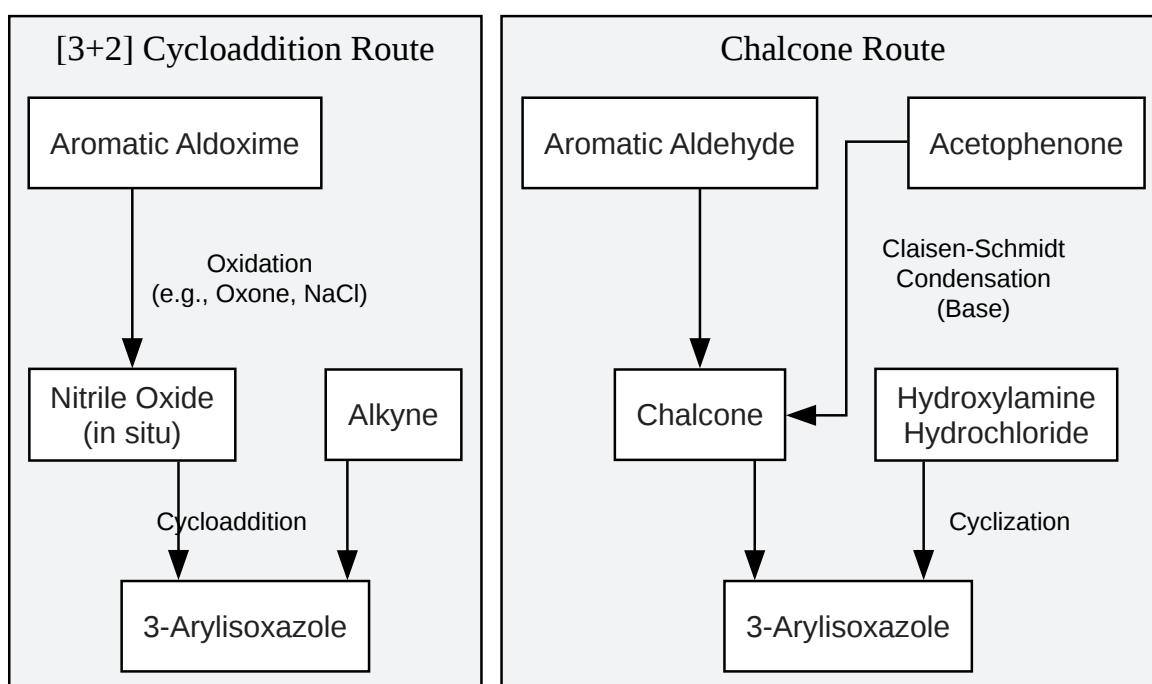 [3+2] Cycloaddition Route
Aromatic Aldoxime
Oxidation
(e.g., Oxone, NaCl)
Nitrile Oxide
(in situ)
Alkyne
Cycloaddition
3-Arylisoxazole
Chalcone Route
Aromatic Aldehyde
Acetophenone
Claisen-Schmidt
Condensation
(Base)
Chalcone
Hydroxylamine
Hydrochloride
Cyclization
3-Arylisoxazole